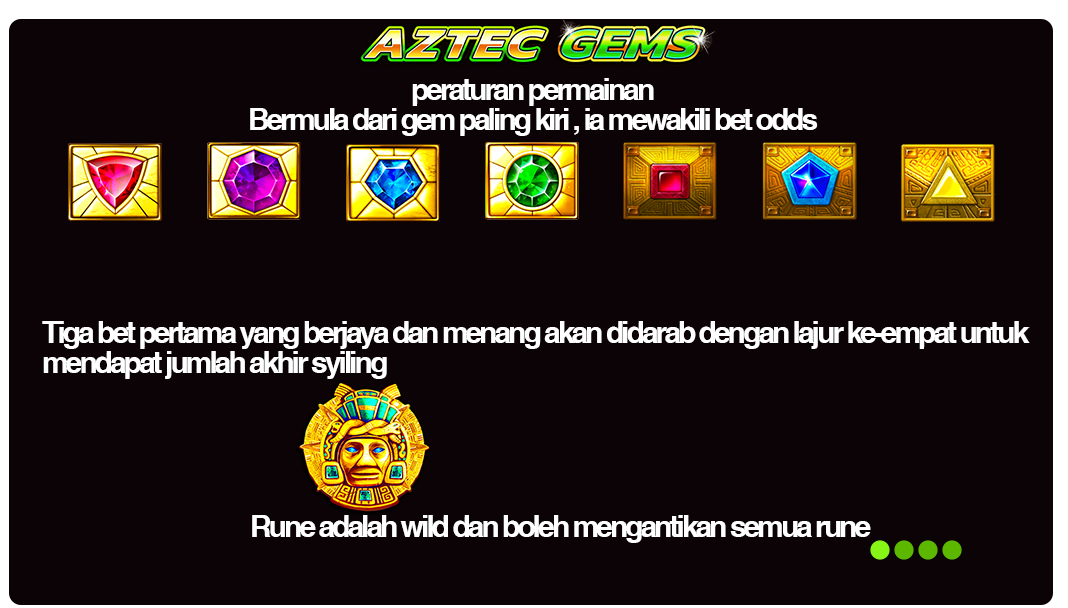 AZTEC GEMS
peraturan permainan
Bermula dari gem paling kiri , ia mewakili bet odds
Tiga bet pertama yang berjaya dan menang akan didarab dengan lajur ke-empat untuk
mendapat jumlah akhir syiling
Rune adalah wild dan boleh mengantikan semua rune